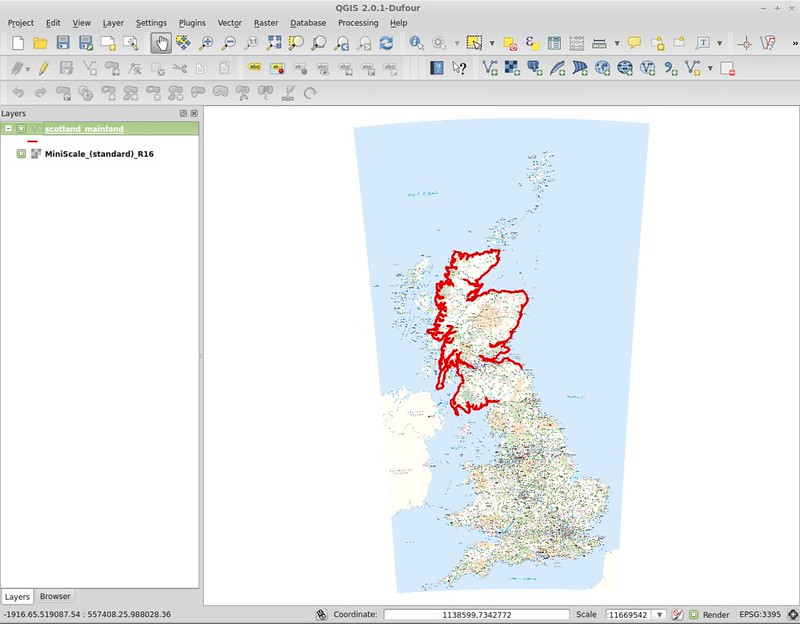 QGIS 2.0.1-Dufour
Project Edit View Layer Settings Plugins Vector Raster Database Processing Help
Layers
scotland_mainland
MiniScale_(standard)_R16
Layers Browser
-1916.65,519087.54 : 557408.25,988028.36 Coordinate: 1138599,7342772 Scale :11669542 Render EPSG:3395